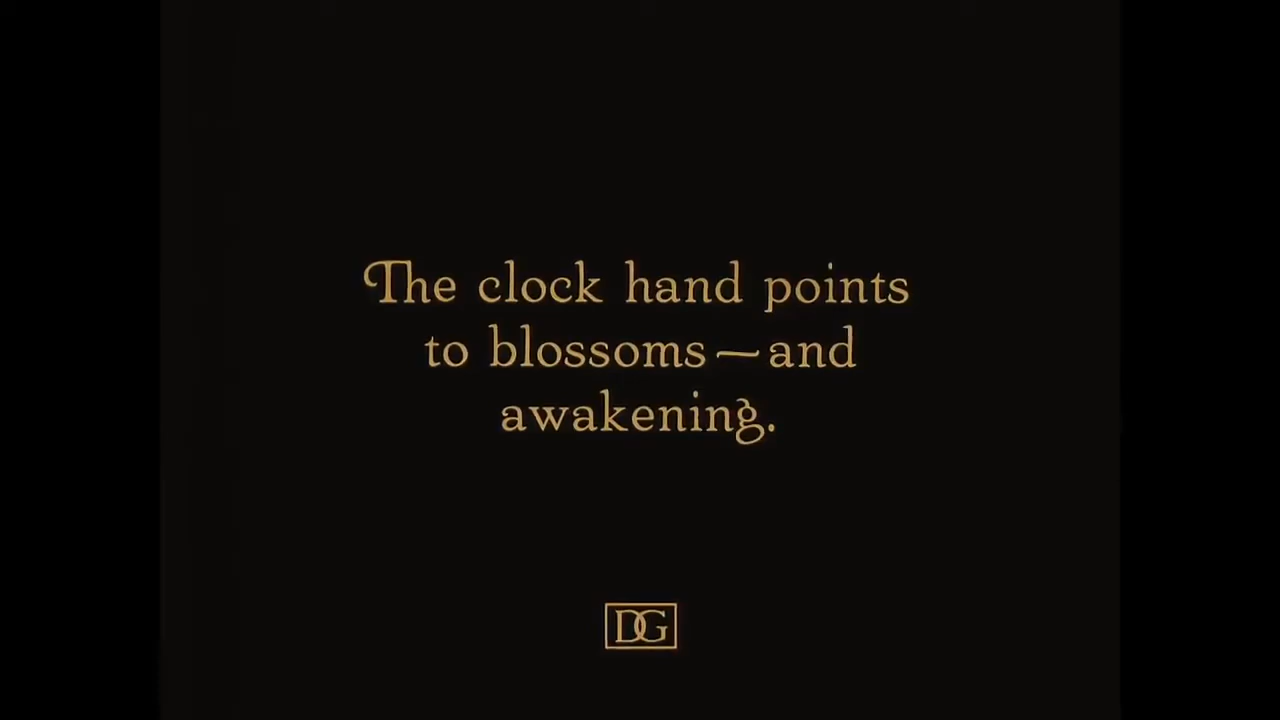 The clock hand points
to blossoms—and
awakening.
DG